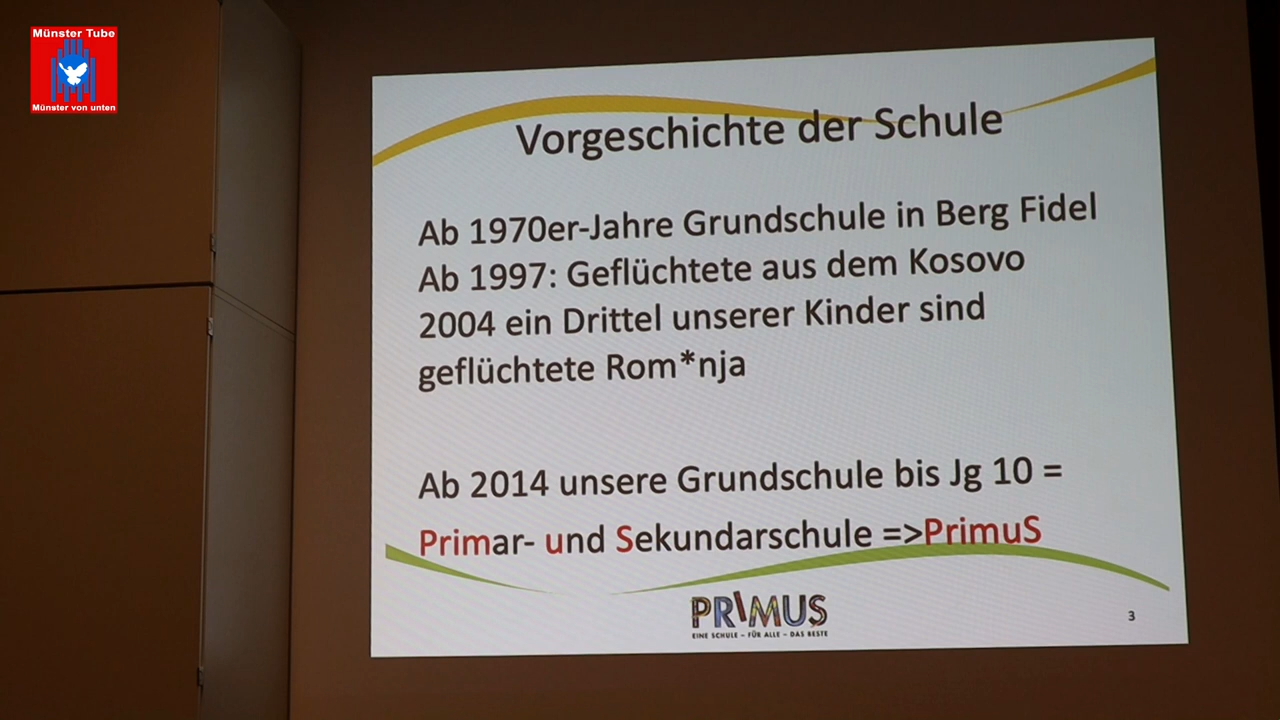 Münster Tube
Münster von unten
Vorgeschichte der Schule
Ab 1970er-Jahre Grundschule in Berg Fidel
Ab 1997: Geflüchtete aus dem Kosovo
2004 ein Drittel unserer Kinder sind
geflüchtete Rom*nja
Ab 2014 unsere Grundschule bis Jg 10 =
Primar- und Sekundarschule =>PrimuS
PRIMUS
EINE SCHULE – FÜR ALLE – DAS BESTE
3